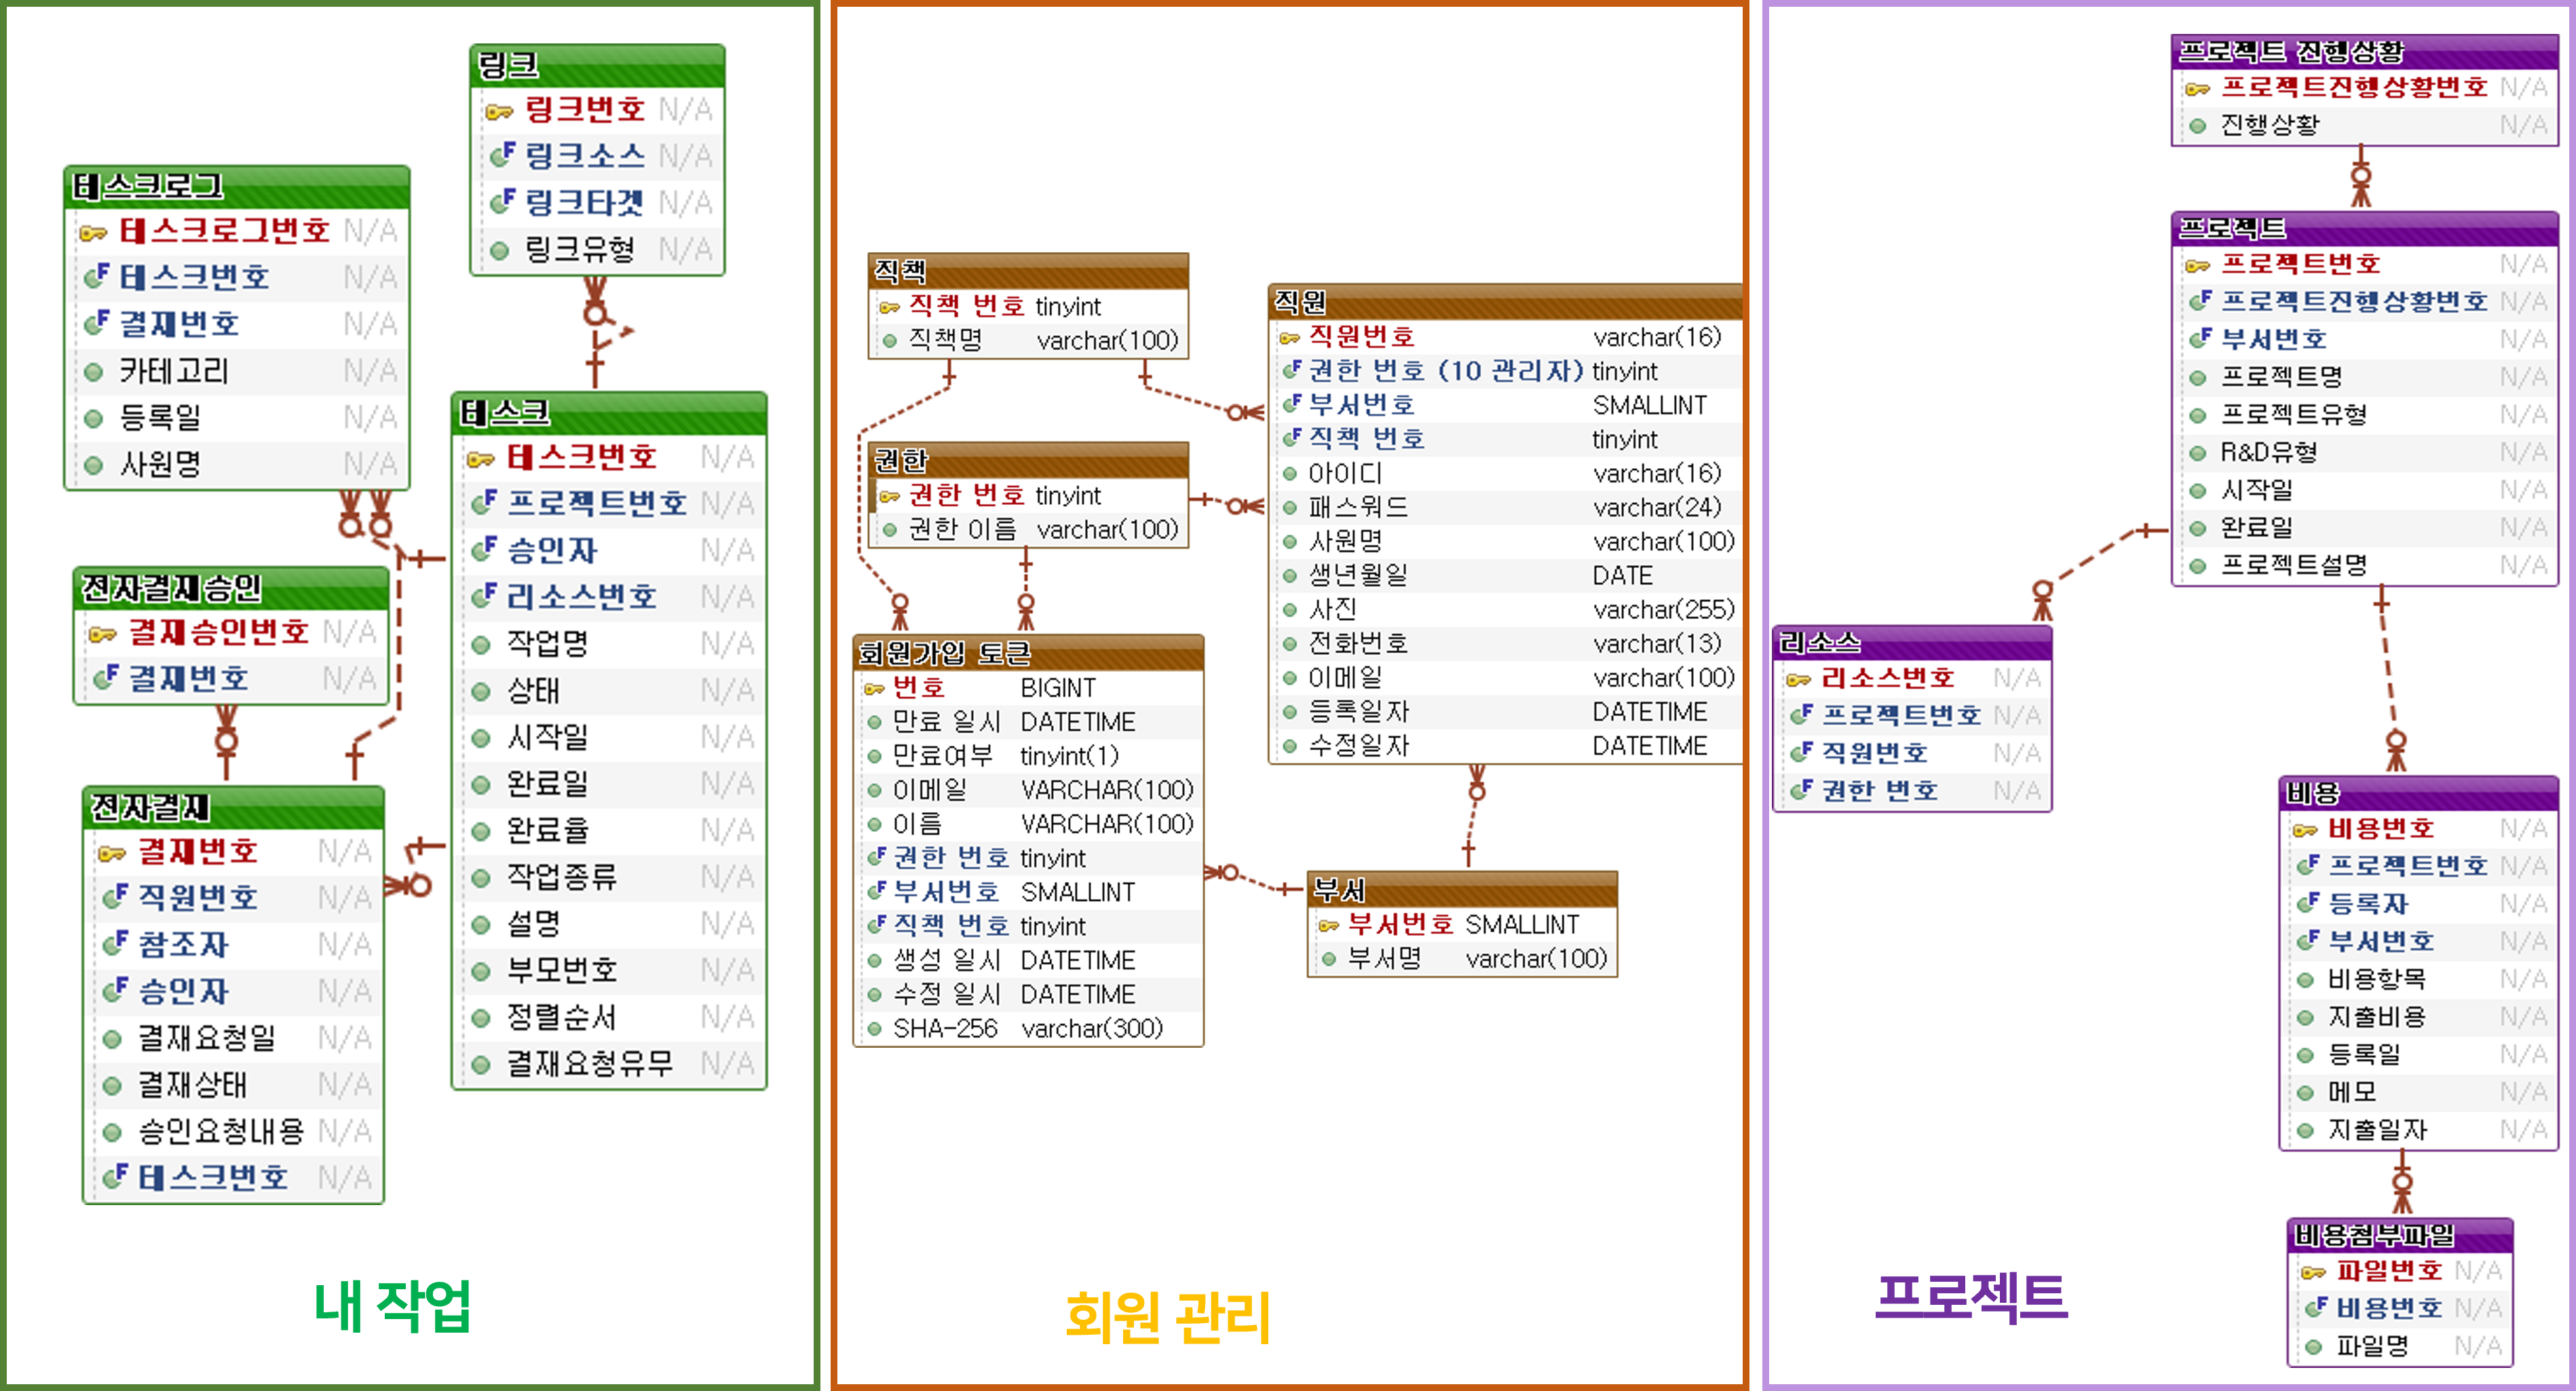 링크
링크번호 N/A
링크소스 N/A
링크타겟 N/A
링크유형 N/A
테스크로그
테스크로그번호 N/A
테스크번호 N/A
결재번호 N/A
카테고리 N/A
등록일 N/A
사원명 N/A
테스크
테스크번호 N/A
프로젝트번호 N/A
승인자 N/A
리소스번호 N/A
작업명 N/A
상태 N/A
시작일 N/A
완료일 N/A
완료율 N/A
작업종류 N/A
설명 N/A
부모번호 N/A
정렬순서 N/A
결재요청유무 N/A
전자결재승인
결재승인번호 N/A
결재번호 N/A
전자결재
결재번호 N/A
직원번호 N/A
참조자 N/A
승인자 N/A
결재요청일 N/A
결재상태 N/A
승인요청내용 N/A
테스크번호 N/A
내 작업
직책
직책 번호 tinyint
직책명 varchar(100)
권한
권한 번호 tinyint
권한 이름 varchar(100)
직원
직원번호 varchar(16)
권한 번호 (10 관리자) tinyint
부서번호 SMALLINT
직책 번호 tinyint
아이디 varchar(16)
패스워드 varchar(24)
사원명 varchar(100)
생년월일 DATE
사진 varchar(255)
전화번호 varchar(13)
이메일 varchar(100)
등록일자 DATETIME
수정일자 DATETIME
회원가입 토큰
번호 BIGINT
만료 일시 DATETIME
만료여부 tinyint(1)
이메일 VARCHAR(100)
이름 VARCHAR(100)
권한 번호 tinyint
부서번호 SMALLINT
직책 번호 tinyint
생성 일시 DATETIME
수정 일시 DATETIME
SHA-256 varchar(300)
부서
부서번호 SMALLINT
부서명 varchar(100)
회원 관리
프로젝트 진행상황
프로젝트진행상황번호 N/A
진행상황 N/A
프로젝트
프로젝트번호 N/A
프로젝트진행상황번호 N/A
부서번호 N/A
프로젝트명 N/A
프로젝트유형 N/A
R&D유형 N/A
시작일 N/A
완료일 N/A
프로젝트설명 N/A
리소스
리소스번호 N/A
프로젝트번호 N/A
직원번호 N/A
권한 번호 N/A
비용
비용번호 N/A
프로젝트번호 N/A
등록자 N/A
부서번호 N/A
비용항목 N/A
지출비용 N/A
등록일 N/A
메모 N/A
지출일자 N/A
비용첨부파일
파일번호 N/A
비용번호 N/A
파일명 N/A
프로젝트